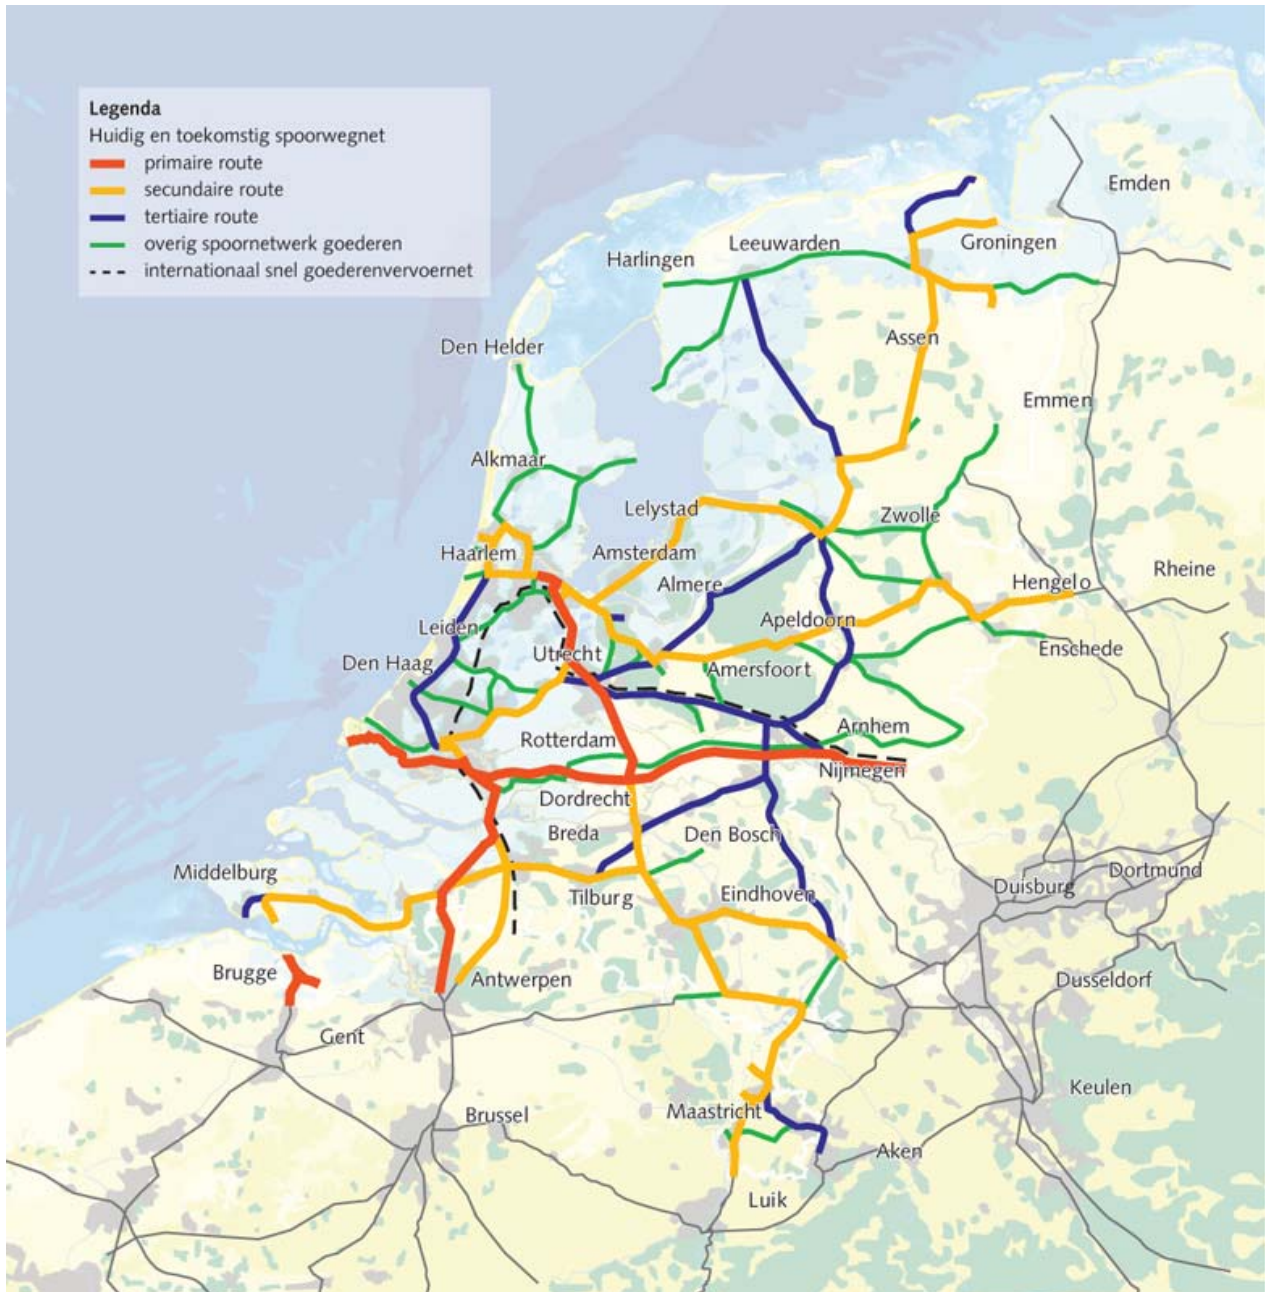 Legenda
Huidig en toekomstig spoorwegnet
primaire route
secundaire route
tertiaire route
overig spoornetwerk goederen
internationaal snel goederenvervoernet
Emden
Leeuwarden
Groningen
Harlingen
Den Helder
Assen
Emmen
Alkmaar
Lelystad
Zwolle
Haarlem
Amsterdam
Rheine
Almere
Hengelo
Leiden
Apeldoorn
Utrecht
Enschede
Den Haag
Amersfoort
Arnhem
Rotterdam
Nijmegen
Dordrecht
Breda
Den Bosch
Middelburg
Dortmund
Duisburg
Tilburg
Eindhoven
Brugge
Antwerpen
Dusseldorf
Gent
Keulen
Maastricht
Brussel
Aken
Luik